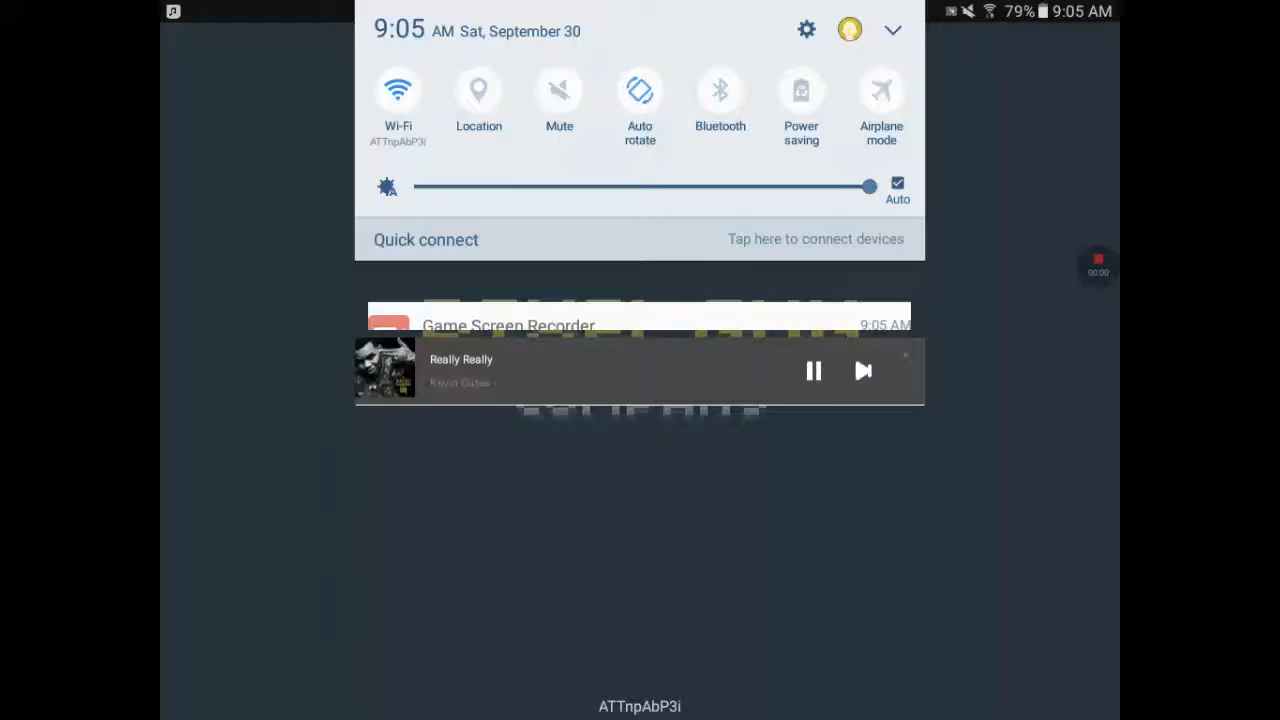 79% 9:05 AM
9:05 AM Sat, September 30
Wi-Fi
ATTnpAbP3i
Location
Mute
Auto
rotate
Bluetooth
Power
saving
Airplane
mode
Auto
Quick connect
Tap here to connect devices
00:00
Game Screen Recorder
9:05 AM
Really Really
Kevin Gates
ATTnpAbP3i